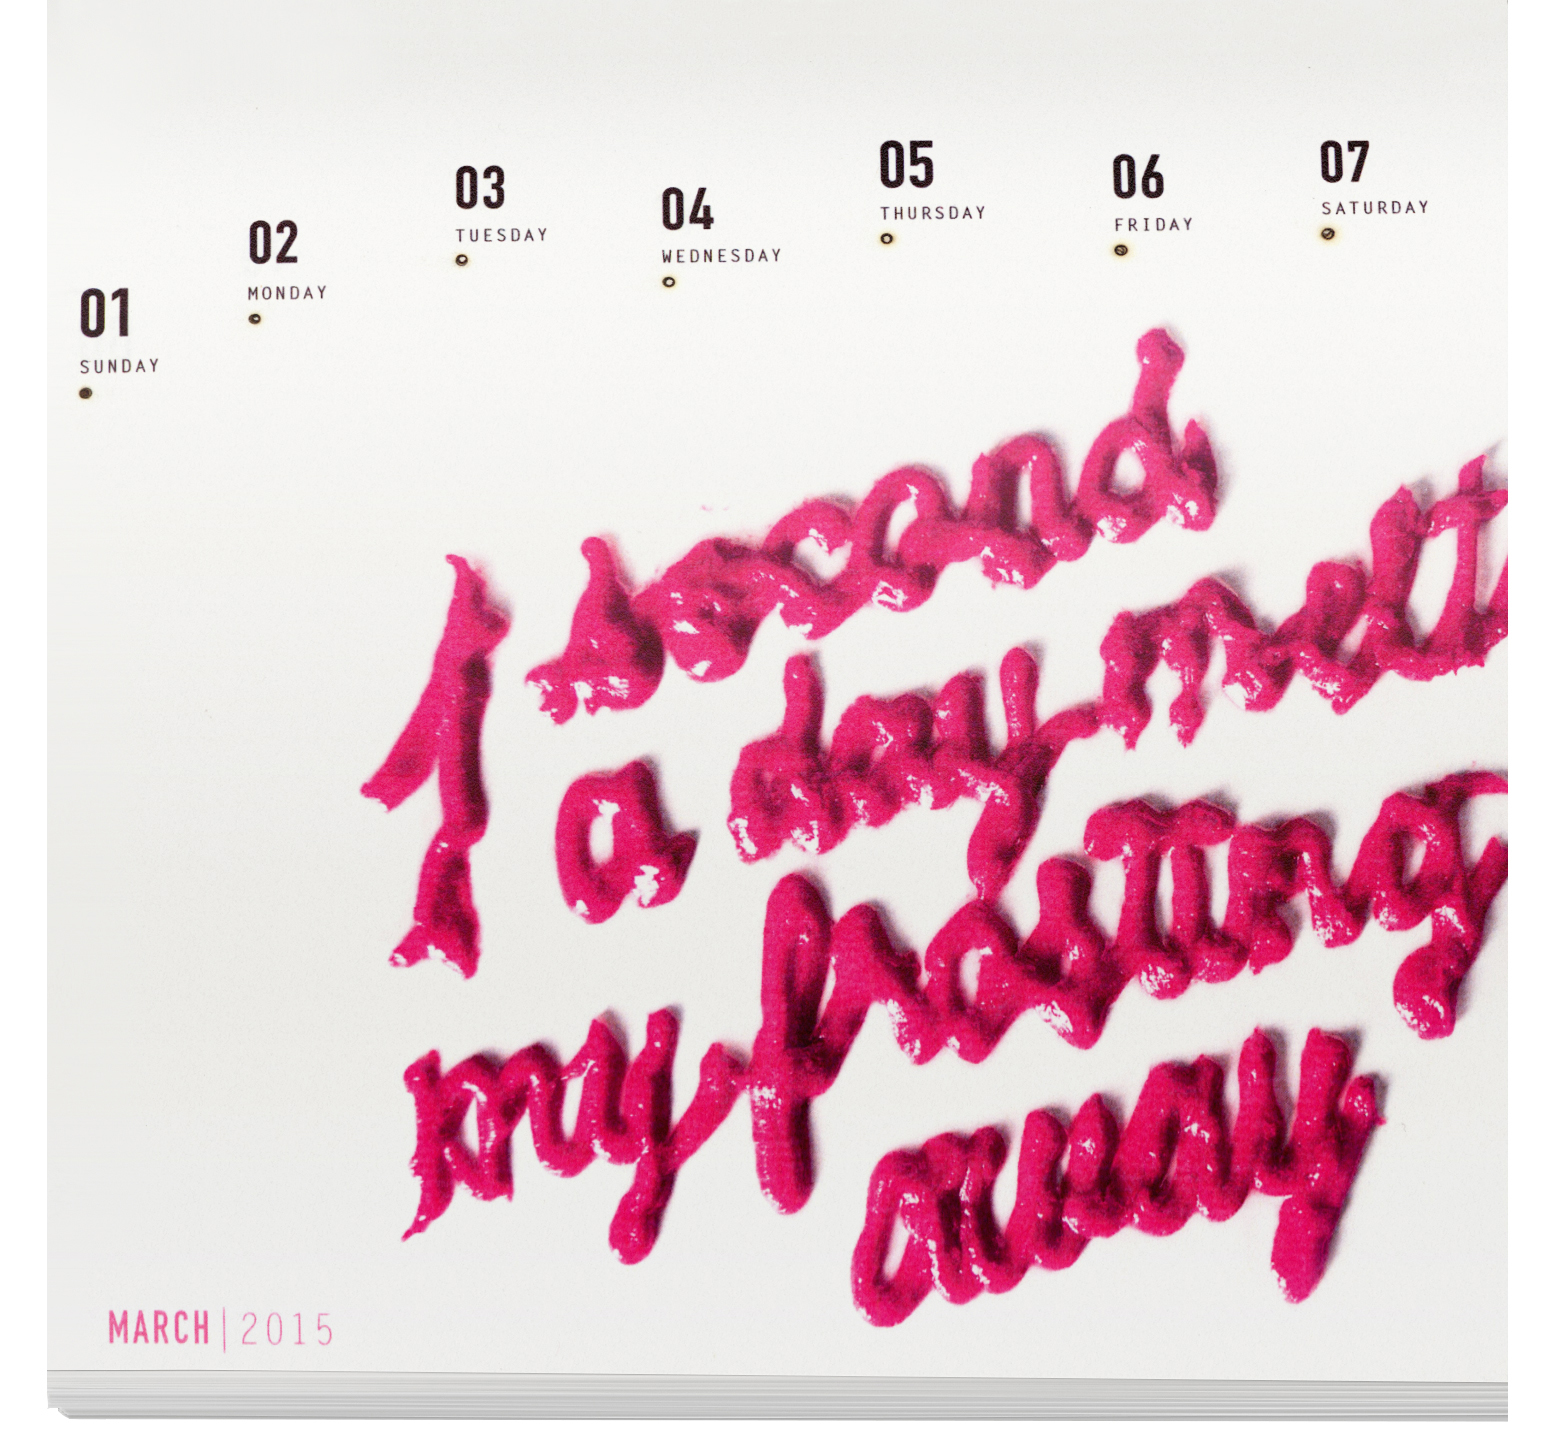 01
SUNDAY
02
MONDAY
03
TUESDAY
04
WEDNESDAY
05
THURSDAY
06
FRIDAY
07
SATURDAY
1 second
a day melt
my frosting
away
MARCH | 2015